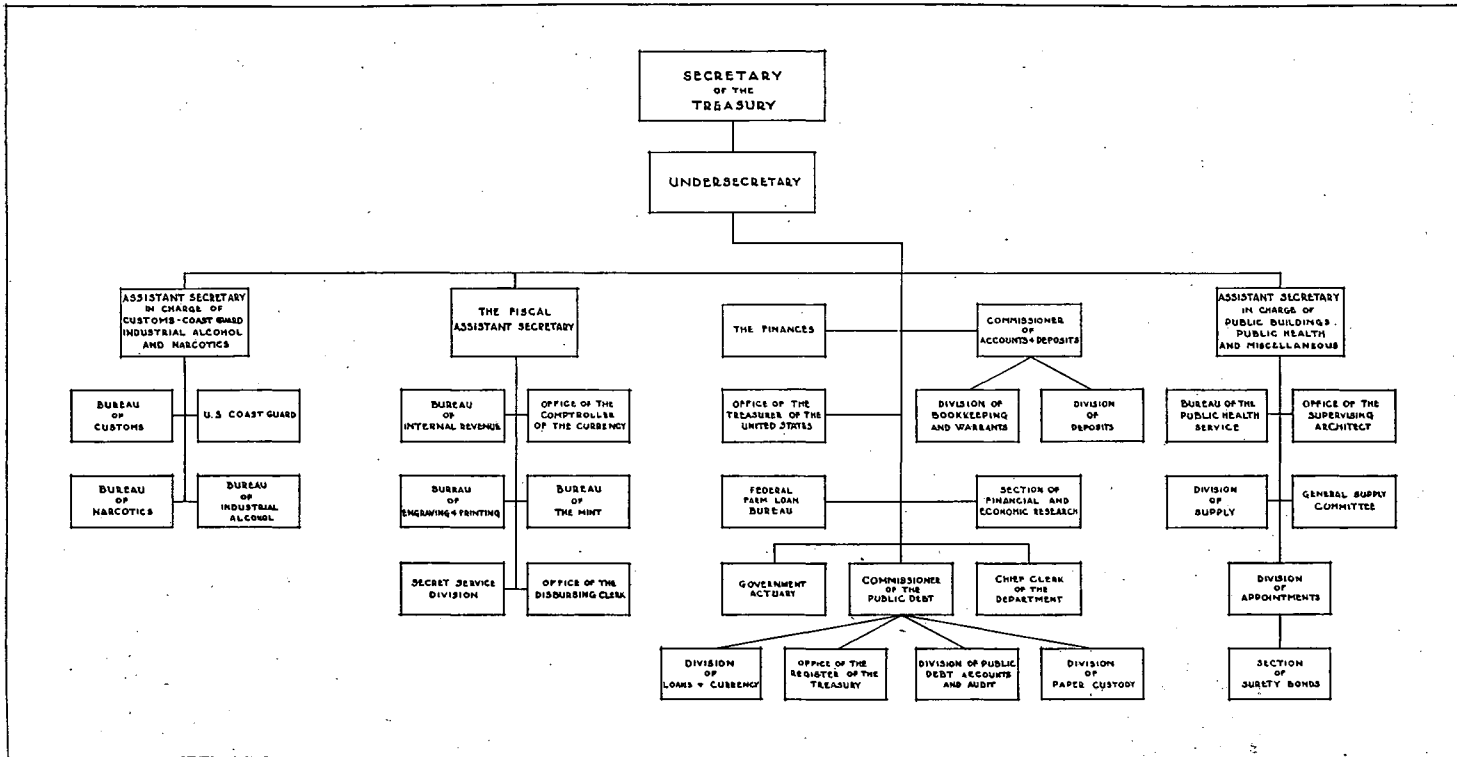 SECRETARY
OF THE
TREASURY
UNDERSECRETARY
ASSISTANT SECRETARY
IN CHARGE OF
CUSTOMS-COAST GUARD
INDUSTRIAL ALCOHOL
AND NARCOTICS
THE FISCAL
ASSISTANT SECRETARY
THE FINANCES
COMMISSIONER
OF
ACCOUNTS + DEPOSITS
ASSISTANT SECRETARY
IN CHARGE OF
PUBLIC BUILDINGS.
PUBLIC HEALTH
AND MISCELLANEOUS
BUREAU
OF
CUSTOMS
U.S COAST GUARD
BUREAU
OF
INTERNAL REVENUE
OFFICE OF THE
COMPTROLLER
OF THE CURRENCY
OFFICE OF THE
TREASURER OF THE
UNITED STATES
DIVISION OF
BOOKKEEPING
AND WARRANTS
DIVISION
OF
DEPOSITS
BUREAU OF THE
PUBLIC HEALTH
SERVICE
OFFICE OF THE
SUPERVISING
ARCHITECT
BUREAU
OF
NARCOTICS
BUREAU
OF
INDUSTRIAL
ALCOHOL
BUREAU
OF
ENGRAVING + PRINTING
BUREAU
OF
THE MINT
FEDERAL
FARM LOAN
BUREAU
SECTION OF
FINANCIAL AND
ECONOMIC RESEARCH
DIVISION
OF
SUPPLY
GENERAL SUPPLY
COMMITTEE
SECRET SERVICE
DIVISION
OFFICE OF THE
DISBURSING CLERK
GOVERNMENT
ACTUARY
COMMISSIONER
OF THE
PUBLIC DEBT
CHIEF CLERK
OF THE
DEPARTMENT
DIVISION
OF
APPOINTMENTS
DIVISION
OF
LOANS + CURRENCY
OFFICE OF THE
REGISTER OF THE
TREASURY
DIVISION OF PUBLIC
DEBT ACCOUNTS
AND AUDIT
DIVISION
OF
PAPER CUSTODY
SECTION
OF
SURETY BONDS